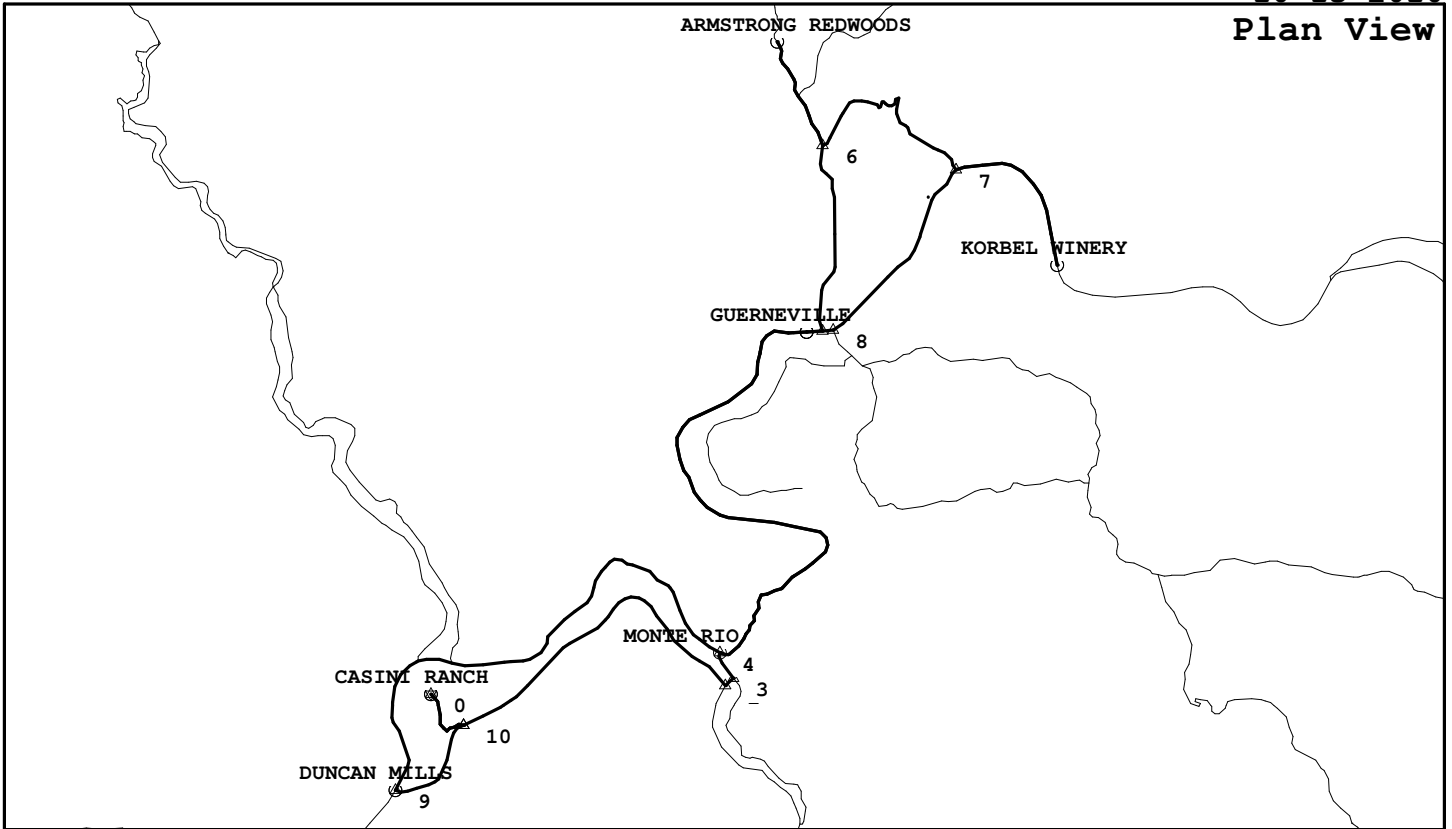 ARMSTRONG REDWOODS
Plan View
6
7
KORBEL WINERY
GUERNEVILLE
8
MONTE RIO
4
CASINI RANCH
3
0
10
DUNCAN MILLS
9